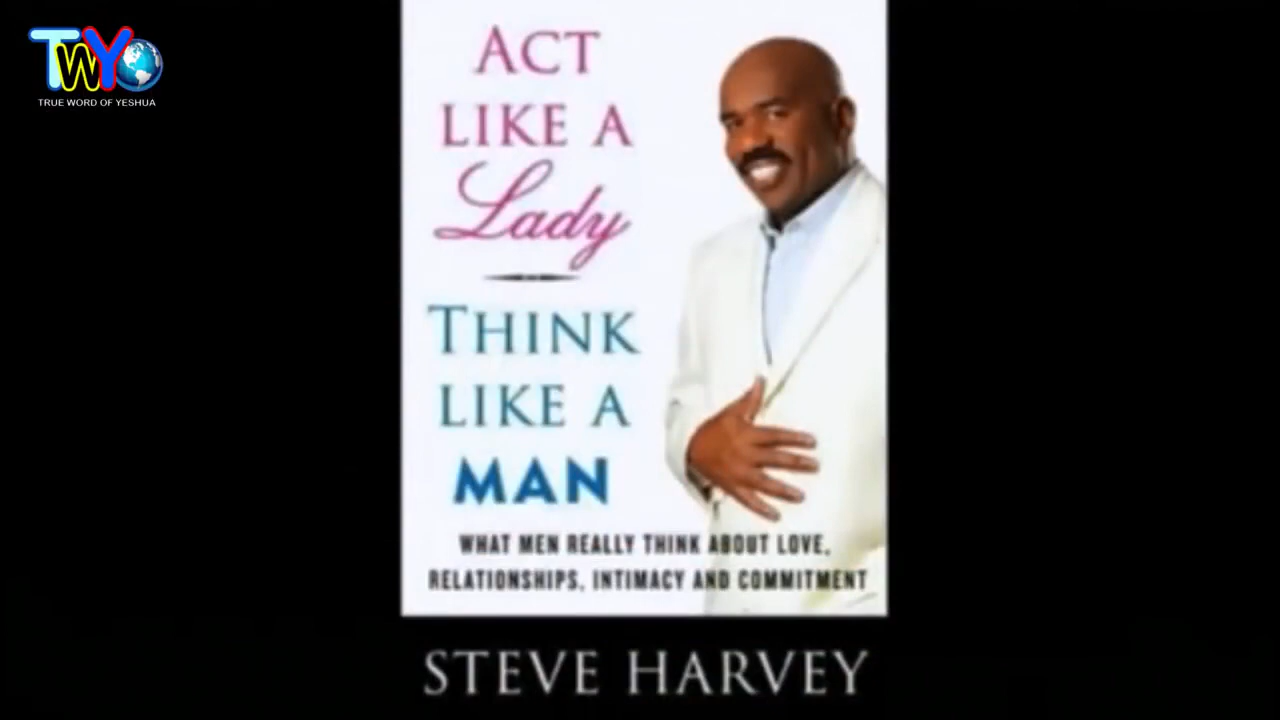 TWY
TRUE WORD OF YESHUA
ACT
LIKE A
Lady
THINK
LIKE A
MAN
WHAT MEN REALLY THINK ABOUT LOVE,
RELATIONSHIPS, INTIMACY AND COMMITMENT
STEVE HARVEY